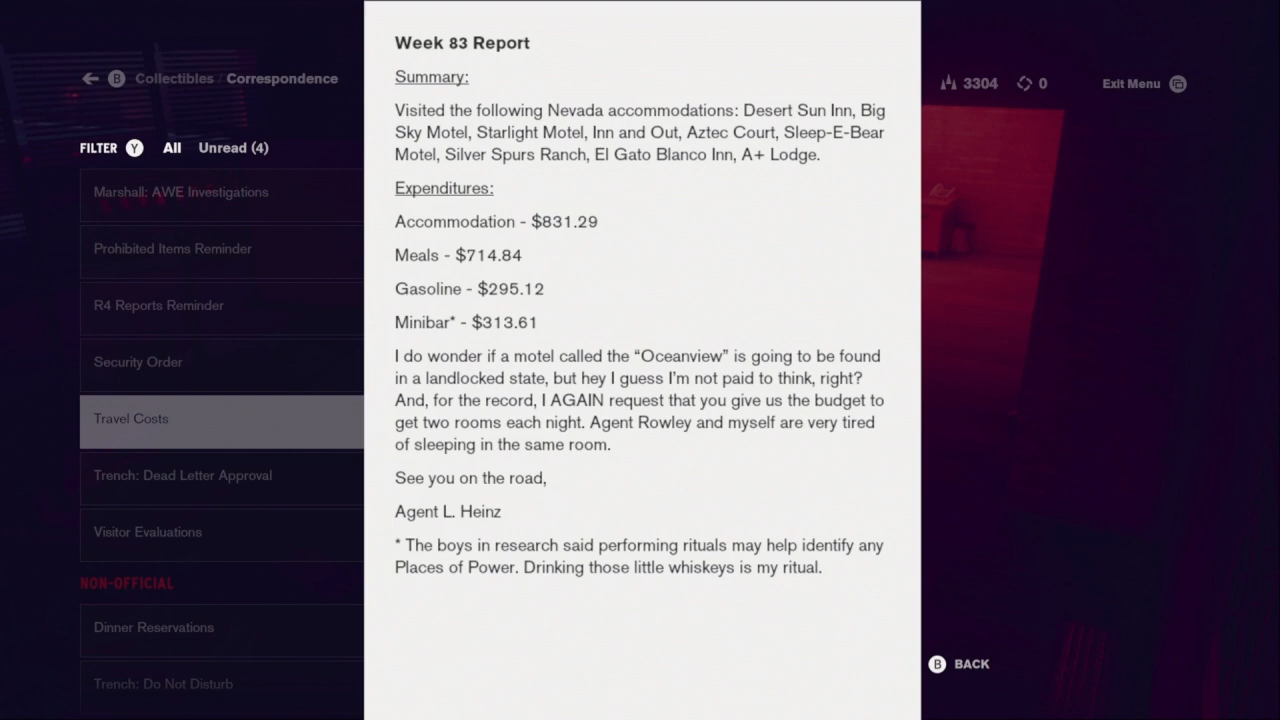 Week 83 Report
Summary:
Visited the following Nevada accommodations: Desert Sun Inn, Big
Sky Motel, Starlight Motel, Inn and Out, Aztec Court, Sleep-E-Bear
Motel, Silver Spurs Ranch, El Gato Blanco Inn, A+ Lodge.
Expenditures:
Accommodation - $831.29
Meals - $714.84
Gasoline - $295.12
Minibar* - $313.61
I do wonder if a motel called the “Oceanview” is going to be found
in a landlocked state, but hey I guess I’m not paid to think, right?
And, for the record, I AGAIN request that you give us the budget to
get two rooms each night. Agent Rowley and myself are very tired
of sleeping in the same room.
See you on the road,
Agent L. Heinz
* The boys in research said performing rituals may help identify any
Places of Power. Drinking those little whiskeys is my ritual.
B Collectibles / Correspondence
FILTER Y All Unread (4)
Marshall: AWE Investigations
Prohibited Items Reminder
R4 Reports Reminder
Security Order
Travel Costs
Trench: Dead Letter Approval
Visitor Evaluations
NON-OFFICIAL
Dinner Reservations
Trench: Do Not Disturb
3304 0 Exit Menu
B BACK